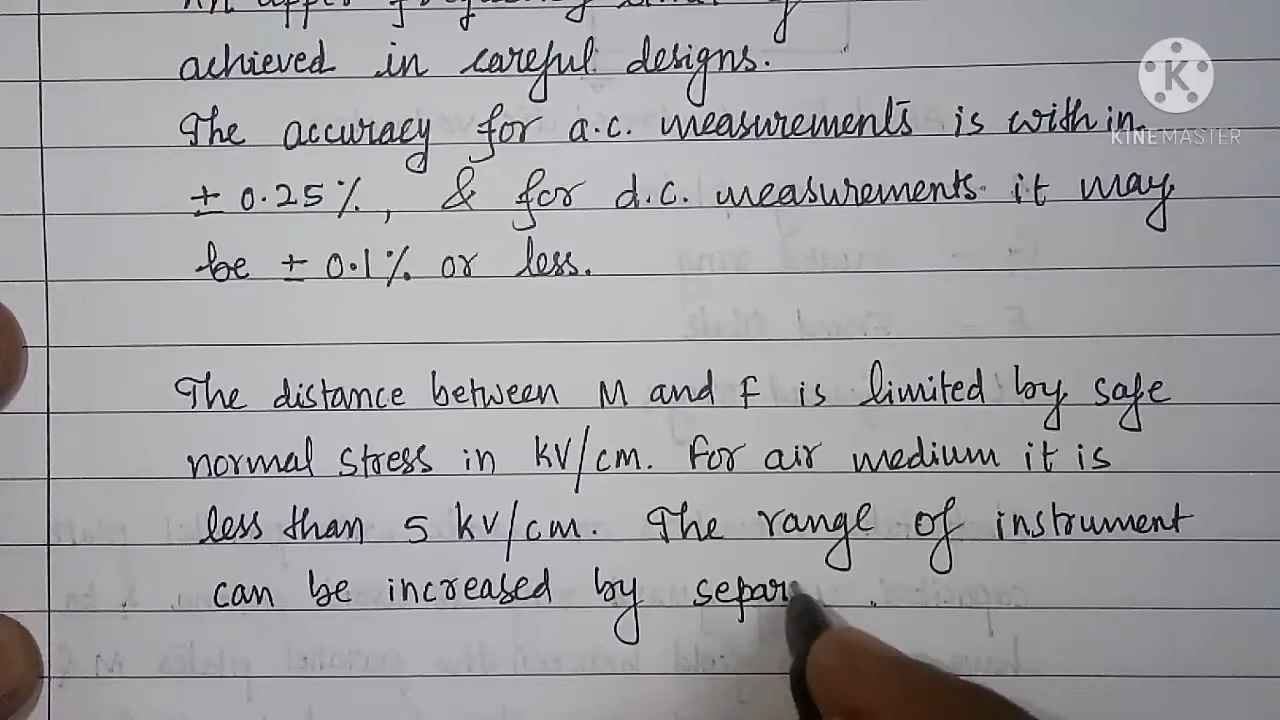 achieved in careful designs.
The accuracy for a.c. measurements is with in
± 0.25%, & for d.c. measurements it may
be ± 0.1% or less.
The distance between M and F is limited by safe
normal stress in kV/cm. For air medium it is
less than 5 kV/cm. The range of instrument
can be increased by separ
K
KINEMASTER